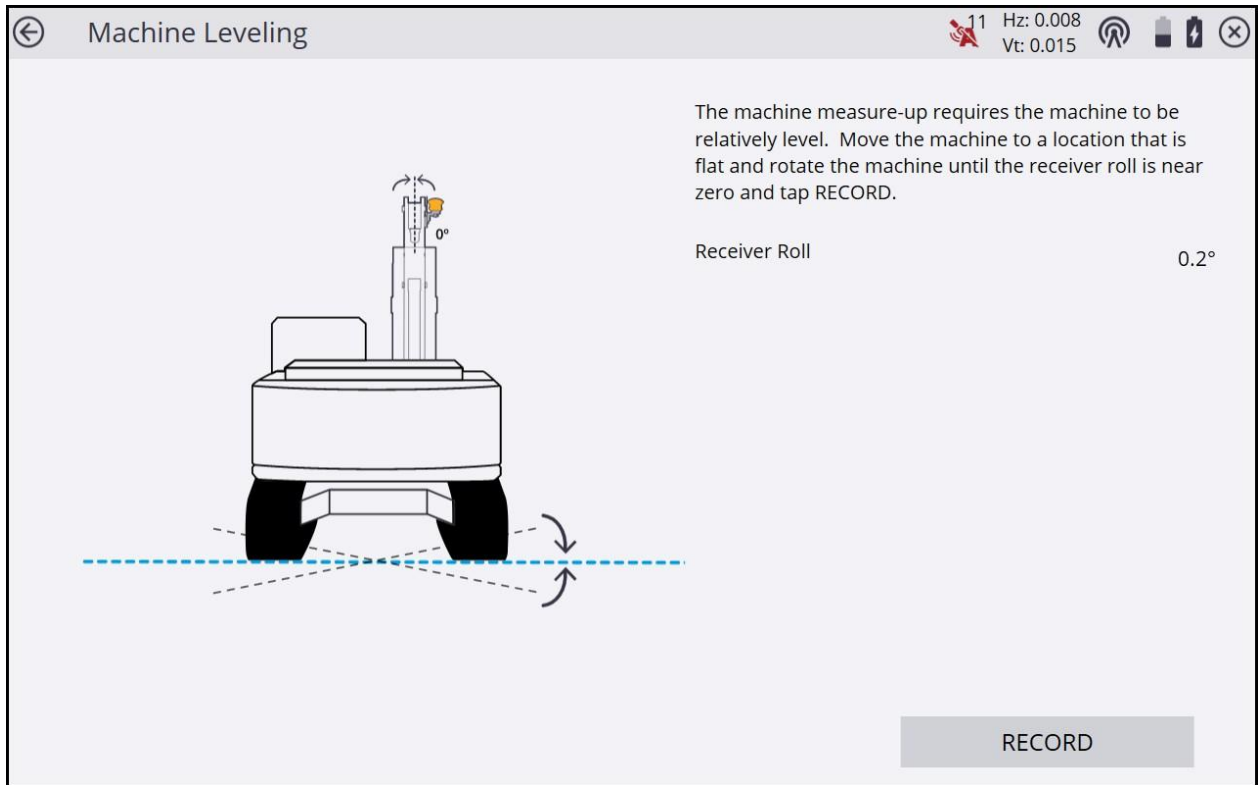 Machine Leveling
11
Hz: 0.008
Vt: 0.015
The machine measure-up requires the machine to be
relatively level.  Move the machine to a location that is
flat and rotate the machine until the receiver roll is near
zero and tap RECORD.
0°
Receiver Roll
0.2°
RECORD